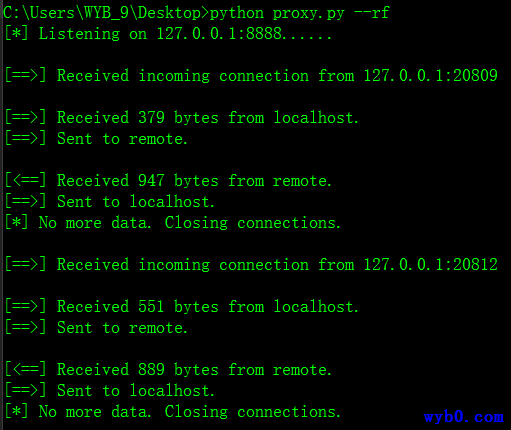 C:\Users\WYB_9\Desktop>python proxy.py --rf
[*] Listening on 127.0.0.1:8888......
[==>] Received incoming connection from 127.0.0.1:20809
[==>] Received 379 bytes from localhost.
[==>] Sent to remote.
[<==] Received 947 bytes from remote.
[==>] Sent to localhost.
[*] No more data. Closing connections.
[==>] Received incoming connection from 127.0.0.1:20812
[==>] Received 551 bytes from localhost.
[==>] Sent to remote.
[<==] Received 889 bytes from remote.
[==>] Sent to localhost.
[*] No more data. Closing connections.
wyb0.com